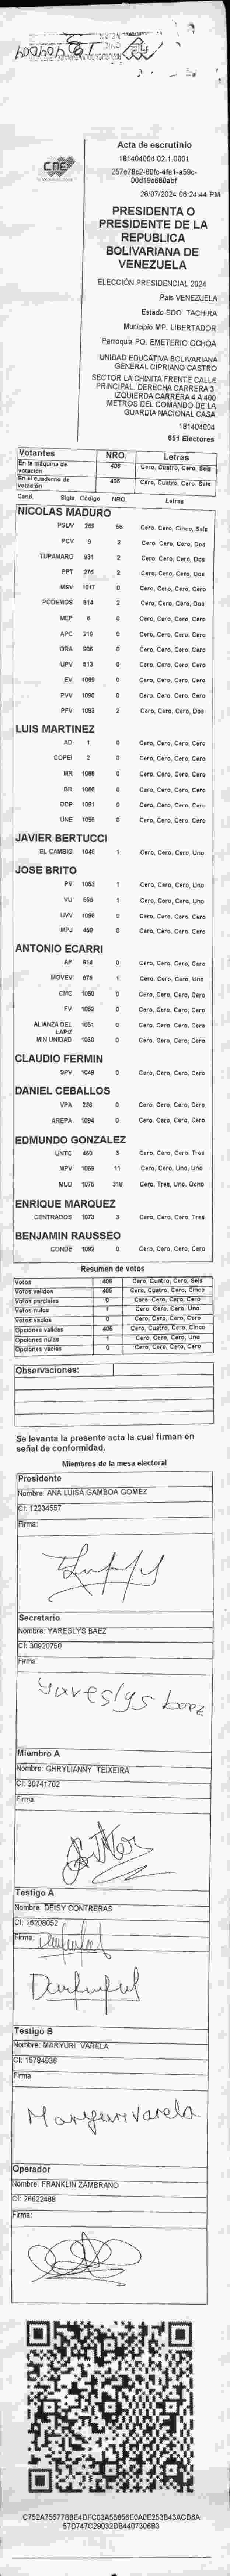 CNE
Acta de escrutinio
181404004.02.1.0001
26/07/2024 06:24:44 PM
PRESIDENTA O
PRESIDENTE DE LA
REPUBLICA
BOLIVARIANA DE
VENEZUELA
ELECCIÓN PRESIDENCIAL 2024
País VENEZUELA
Estado EDO. TACHIRA
Municipio MP. LIBERTADOR
Parroquia PQ. EMETERIO OCHOA
UNIDAD EDUCATIVA BOLIVARIANA
GENERAL CIPRIANO CASTRO
SECTOR LA CHINITA FRENTE CALLE
PRINCIPAL. DERECHA CARRERA 3
IZQUIERDA CARRERA 4 A 400
METROS DEL COMANDO DE LA
GUARDIA NACIONAL CASA
181404004
651 Electores
Votantes NRO. Letras
En la máquina de votación 406 Cero, Cuatro, Cero, Seis
En el cuaderno de votación 406 Cero, Cuatro, Cero, Seis
Cand. Sigla Código NRO. Letras
NICOLAS MADURO
PSUV 269 56 Cero, Cero, Cinco, Seis
PCV 9 2 Cero, Cero, Cero, Dos
TUPAMARO 931 2 Cero, Cero, Cero, Dos
PPT 276 2 Cero, Cero, Cero, Dos
MSV 1017 0 Cero, Cero, Cero, Cero
PODEMOS 614 2 Cero, Cero, Cero, Dos
MEP 6 0 Cero, Cero, Cero, Cero
APC 219 0 Cero, Cero, Cero, Cero
ORA 906 0 Cero, Cero, Cero, Cero
UPV 513 0 Cero, Cero, Cero, Cero
EV 1089 0 Cero, Cero, Cero, Cero
PVV 1090 0 Cero, Cero, Cero, Cero
PFV 1093 2 Cero, Cero, Cero, Dos
LUIS MARTINEZ
AD 1 0 Cero, Cero, Cero, Cero
COPEI 2 0 Cero, Cero, Cero, Cero
MR 1065 0 Cero, Cero, Cero, Cero
BR 1066 0 Cero, Cero, Cero, Cero
DDP 1091 0 Cero, Cero, Cero, Cero
UNE 1095 0 Cero, Cero, Cero, Cero
JAVIER BERTUCCI
EL CAMBIO 1048 1 Cero, Cero, Cero, Uno
JOSE BRITO
PV 1053 1 Cero, Cero, Cero, Uno
VU 868 1 Cero, Cero, Cero, Uno
UVV 1096 0 Cero, Cero, Cero, Cero
MPJ 458 0 Cero, Cero, Cero, Cero
ANTONIO ECARRI
AP 814 0 Cero, Cero, Cero, Cero
MOVEV 878 1 Cero, Cero, Cero, Uno
CMC 1050 0 Cero, Cero, Cero, Cero
FV 1062 0 Cero, Cero, Cero, Cero
ALIANZA DEL LAPIZ 1051 0 Cero, Cero, Cero, Cero
MIN UNIDAD 1058 0 Cero, Cero, Cero, Cero
CLAUDIO FERMIN
SPV 1049 0 Cero, Cero, Cero, Cero
DANIEL CEBALLOS
VPA 236 0 Cero, Cero, Cero, Cero
AREPA 1094 0 Cero, Cero, Cero, Cero
EDMUNDO GONZALEZ
UNTC 460 3 Cero, Cero, Cero, Tres
MPV 1069 11 Cero, Cero, Uno, Uno
MUD 1075 318 Cero, Tres, Uno, Ocho
ENRIQUE MARQUEZ
CENTRADOS 1073 3 Cero, Cero, Cero, Tres
BENJAMIN RAUSSEO
CONDE 1092 0 Cero, Cero, Cero, Cero
Resumen de votos
Votos 406 Cero, Cuatro, Cero, Seis
Votos validos 405 Cero, Cuatro, Cero, Cinco
Votos parciales 0 Cero, Cero, Cero, Cero
Votos nulos 1 Cero, Cero, Cero, Uno
Votos vacíos 0 Cero, Cero, Cero, Cero
Opciones validas 405 Cero, Cuatro, Cero, Cinco
Opciones nulas 1 Cero, Cero, Cero, Uno
Opciones vacias 0 Cero, Cero, Cero, Cero
Observaciones:
Se levanta la presente acta la cual firman en
señal de conformidad.
Miembros de la mesa electoral
Presidente
Nombre: ANA LUISA GAMBOA GOMEZ
CI: 12234557
Firma:
Secretario
Nombre: YARESLYS BAEZ
CI: 30920750
Firma:
Yareslys baez
Miembro A
Nombre: GHRYLIANNY TEIXEIRA
CI: 30741702
Firma:
Testigo A
Nombre: DEISY CONTRERAS
CI: 26208052
Firma:
Testigo B
Nombre: MARYURI VARELA
CI: 15784936
Firma:
Maryuri Varela
Operador
Nombre: FRANKLIN ZAMBRANO
CI: 26622488
Firma: